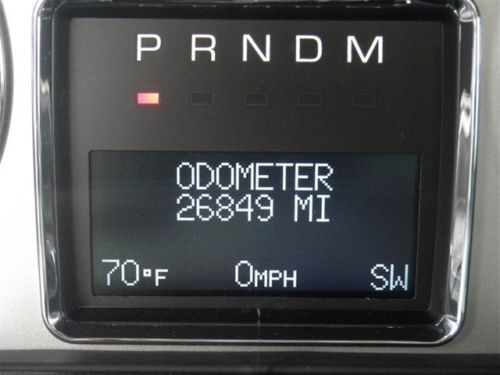 P R N D M
ODOMETER
26849 MI
70°F 0MPH SW